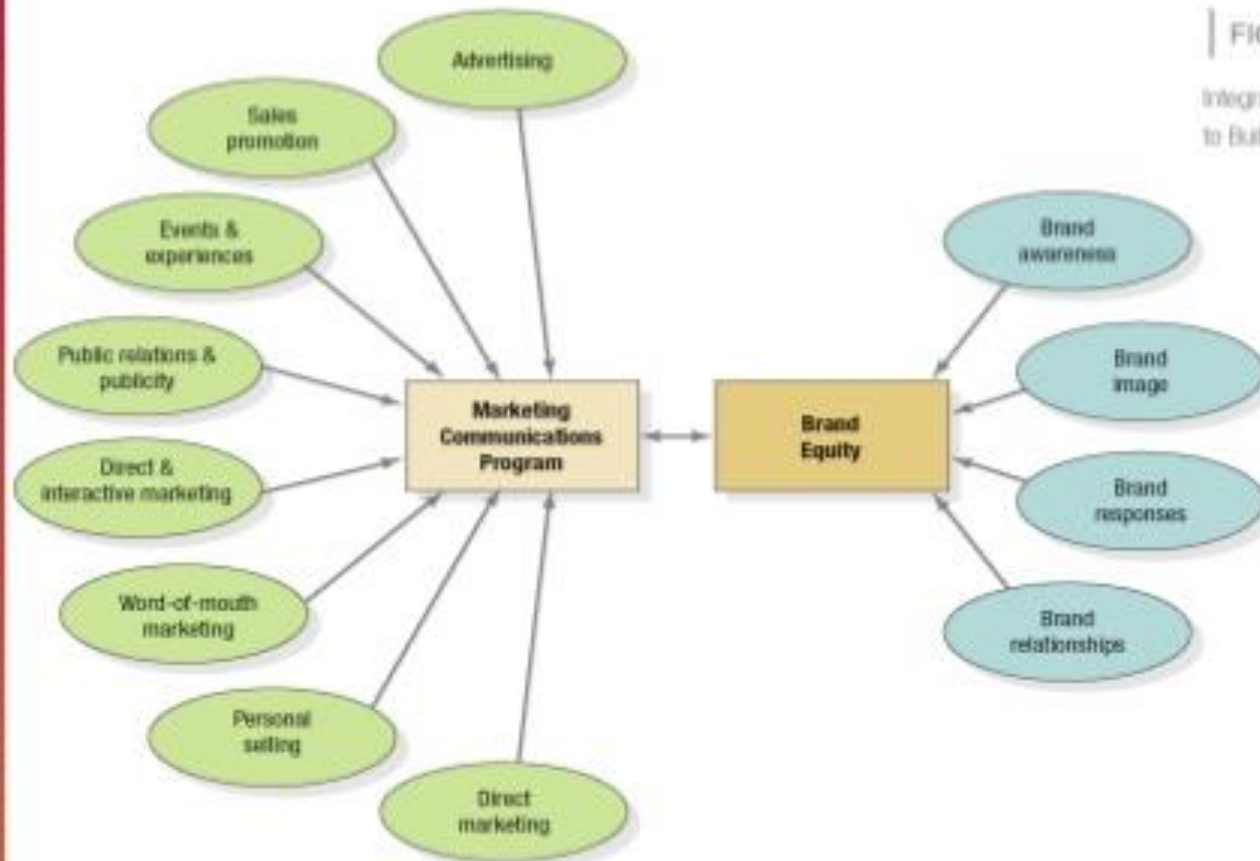 Advertising
Sales
promotion
Events &
experiences
Public relations &
publicity
Direct &
interactive marketing
Word-of-mouth
marketing
Personal
selling
Direct
marketing
Marketing
Communications
Program
Brand
Equity
Brand
awareness
Brand
image
Brand
responses
Brand
relationships
to